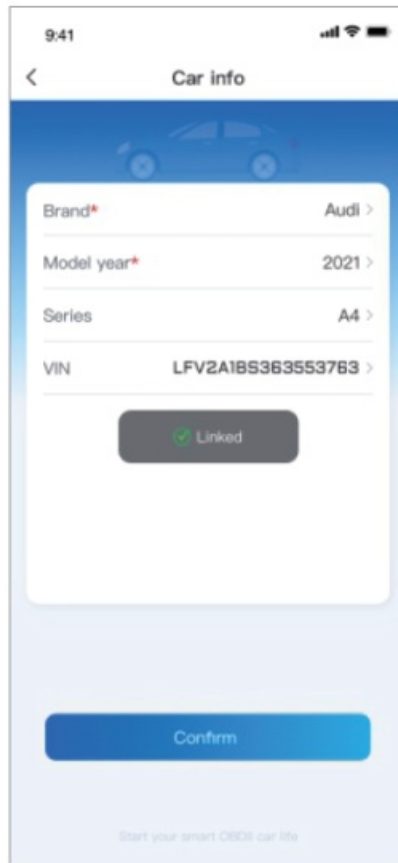 9:41
Car info
Brand* Audi >
Model year* 2021 >
Series A4 >
VIN LFV2A1BS363553763 >
Linked
Confirm
Start your smart OBDII car life